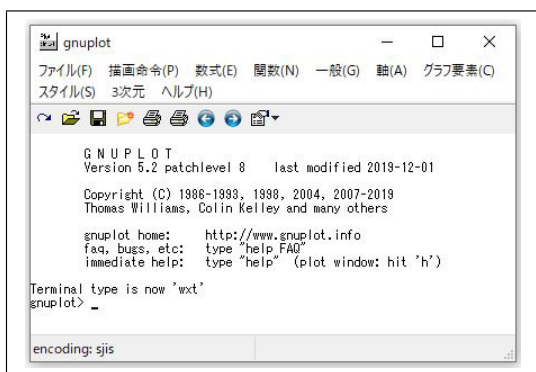 gnuplot
ファイル(F) 描画命令(P) 数式(E) 関数(N) 一般(G) 軸(A) グラフ要素(C)
スタイル(S) 3次元 ヘルプ(H)
G N U P L O T
Version 5.2 patchlevel 8 last modified 2019-12-01
Copyright (C) 1986-1993, 1998, 2004, 2007-2019
Thomas Williams, Colin Kelley and many others
gnuplot home: http://www.gnuplot.info
faq, bugs, etc: type "help FAQ"
immediate help: type "help" (plot window: hit 'h')
Terminal type is now 'wxt'
gnuplot> _
encoding: sjis